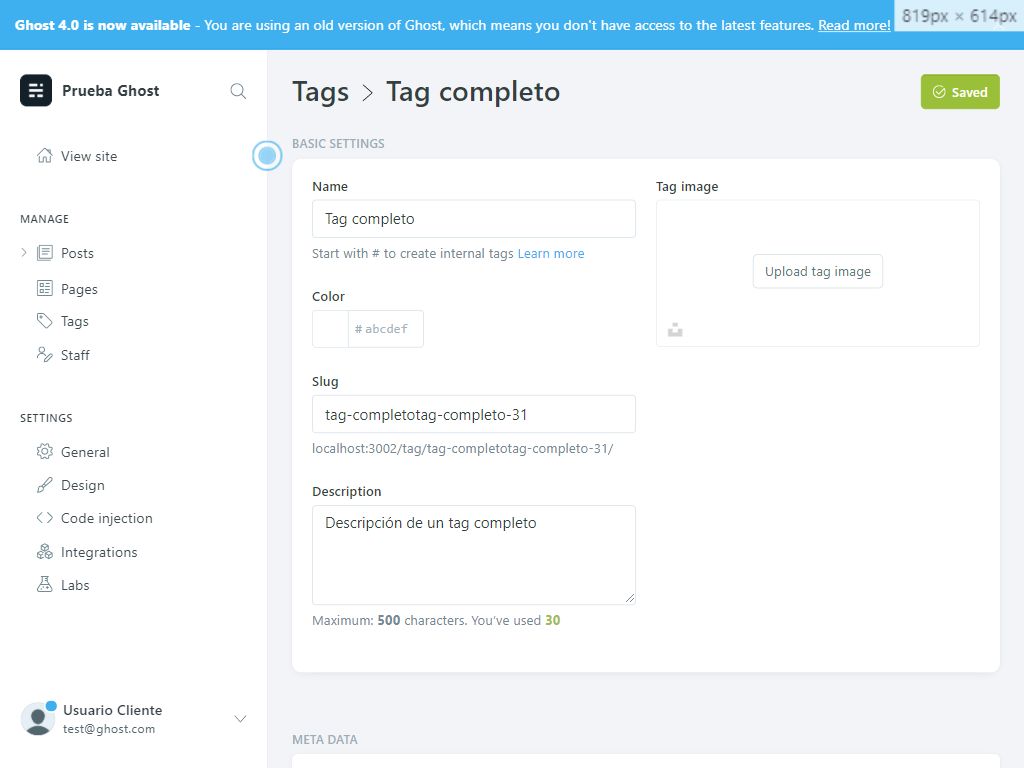 Ghost 4.0 is now available - You are using an old version of Ghost, which means you don't have access to the latest features. Read more!
819px × 614px
Prueba Ghost
View site
MANAGE
Posts
Pages
Tags
Staff
SETTINGS
General
Design
Code injection
Integrations
Labs
Usuario Cliente
test@ghost.com
Tags > Tag completo
Saved
BASIC SETTINGS
Name
Tag completo
Start with # to create internal tags Learn more
Color
# abcdef
Slug
tag-completotag-completo-31
localhost:3002/tag/tag-completotag-completo-31/
Description
Descripción de un tag completo
Maximum: 500 characters. You've used 30
Tag image
Upload tag image
META DATA